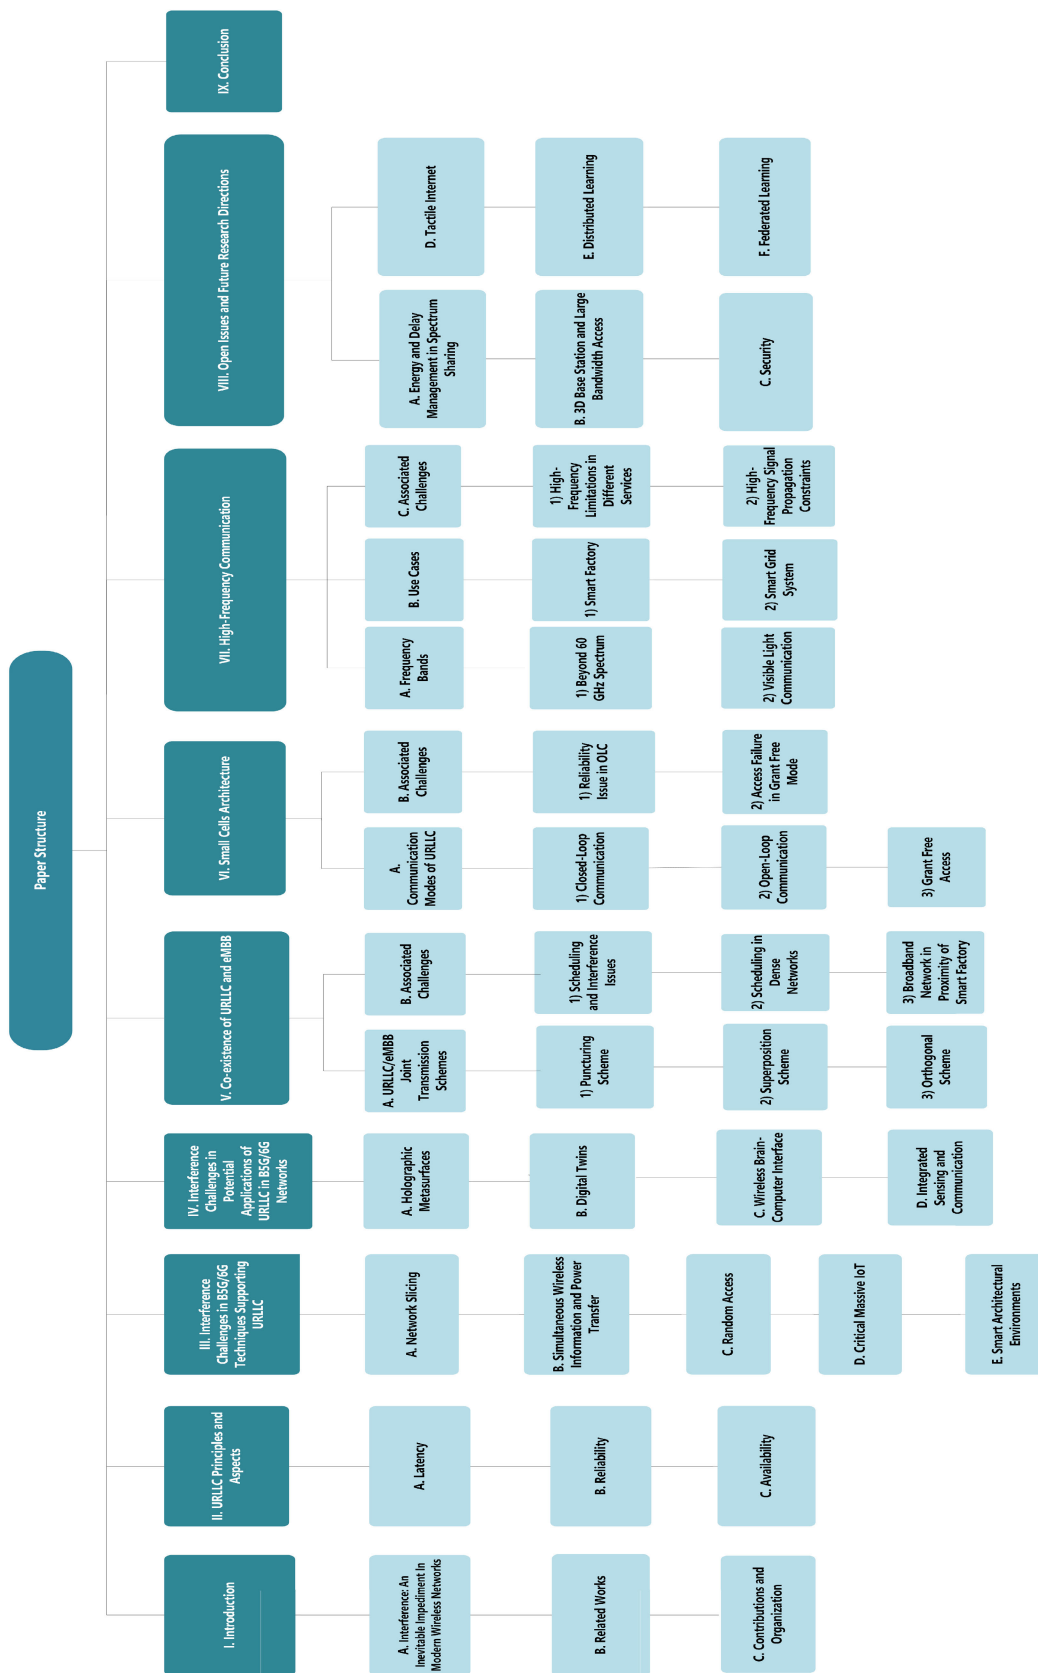 Paper Structure
I. Introduction
A. Interference: An
Inevitable Impediment In
Modern Wireless Networks
B. Related Works
C. Contributions and
Organization
II. URLLC Principles and
Aspects
A. Latency
B. Reliability
C. Availability
III. Interference
Challenges in B5G/6G
Techniques Supporting
URLLC
A. Network Slicing
B. Simultaneous Wireless
Information and Power
Transfer
C. Random Access
D. Critical Massive IoT
E. Smart Architectural
Environments
IV. Interference
Challenges in
Potential
Applications of
URLLC in B5G/6G
Networks
A. Holographic
Metasurfaces
B. Digital Twins
C. Wireless Brain-
Computer Interface
D. Integrated
Sensing and
Communication
V. Co-existence of URLLC and eMBB
A. URLLC/eMBB
Joint
Transmission
Schemes
1) Puncturing
Scheme
2) Superposition
Scheme
3) Orthogonal
Scheme
B. Associated
Challenges
1) Scheduling
and Interference
Issues
2) Scheduling in
Dense
Networks
3) Broadband
Network in
Proximity of
Smart Factory
VI. Small Cells Architecture
A.
Communication
Modes of URLLC
1) Closed-Loop
Communication
2) Open-Loop
Communication
3) Grant Free
Access
B. Associated
Challenges
1) Reliability
Issue in OLC
2) Access Failure
in Grant Free
Mode
VII. High-Frequency Communication
A. Frequency
Bands
1) Beyond 60
GHz Spectrum
2) Visible Light
Communication
B. Use Cases
1) Smart Factory
2) Smart Grid
System
C. Associated
Challenges
1) High-
Frequency
Limitations in
Different
Services
2) High-
Frequency Signal
Propagation
Constraints
VIII. Open Issues and Future Research Directions
A. Energy and Delay
Management in Spectrum
Sharing
B. 3D Base Station and Large
Bandwidth Access
C. Security
D. Tactile Internet
E. Distributed Learning
F. Federated Learning
IX. Conclusion